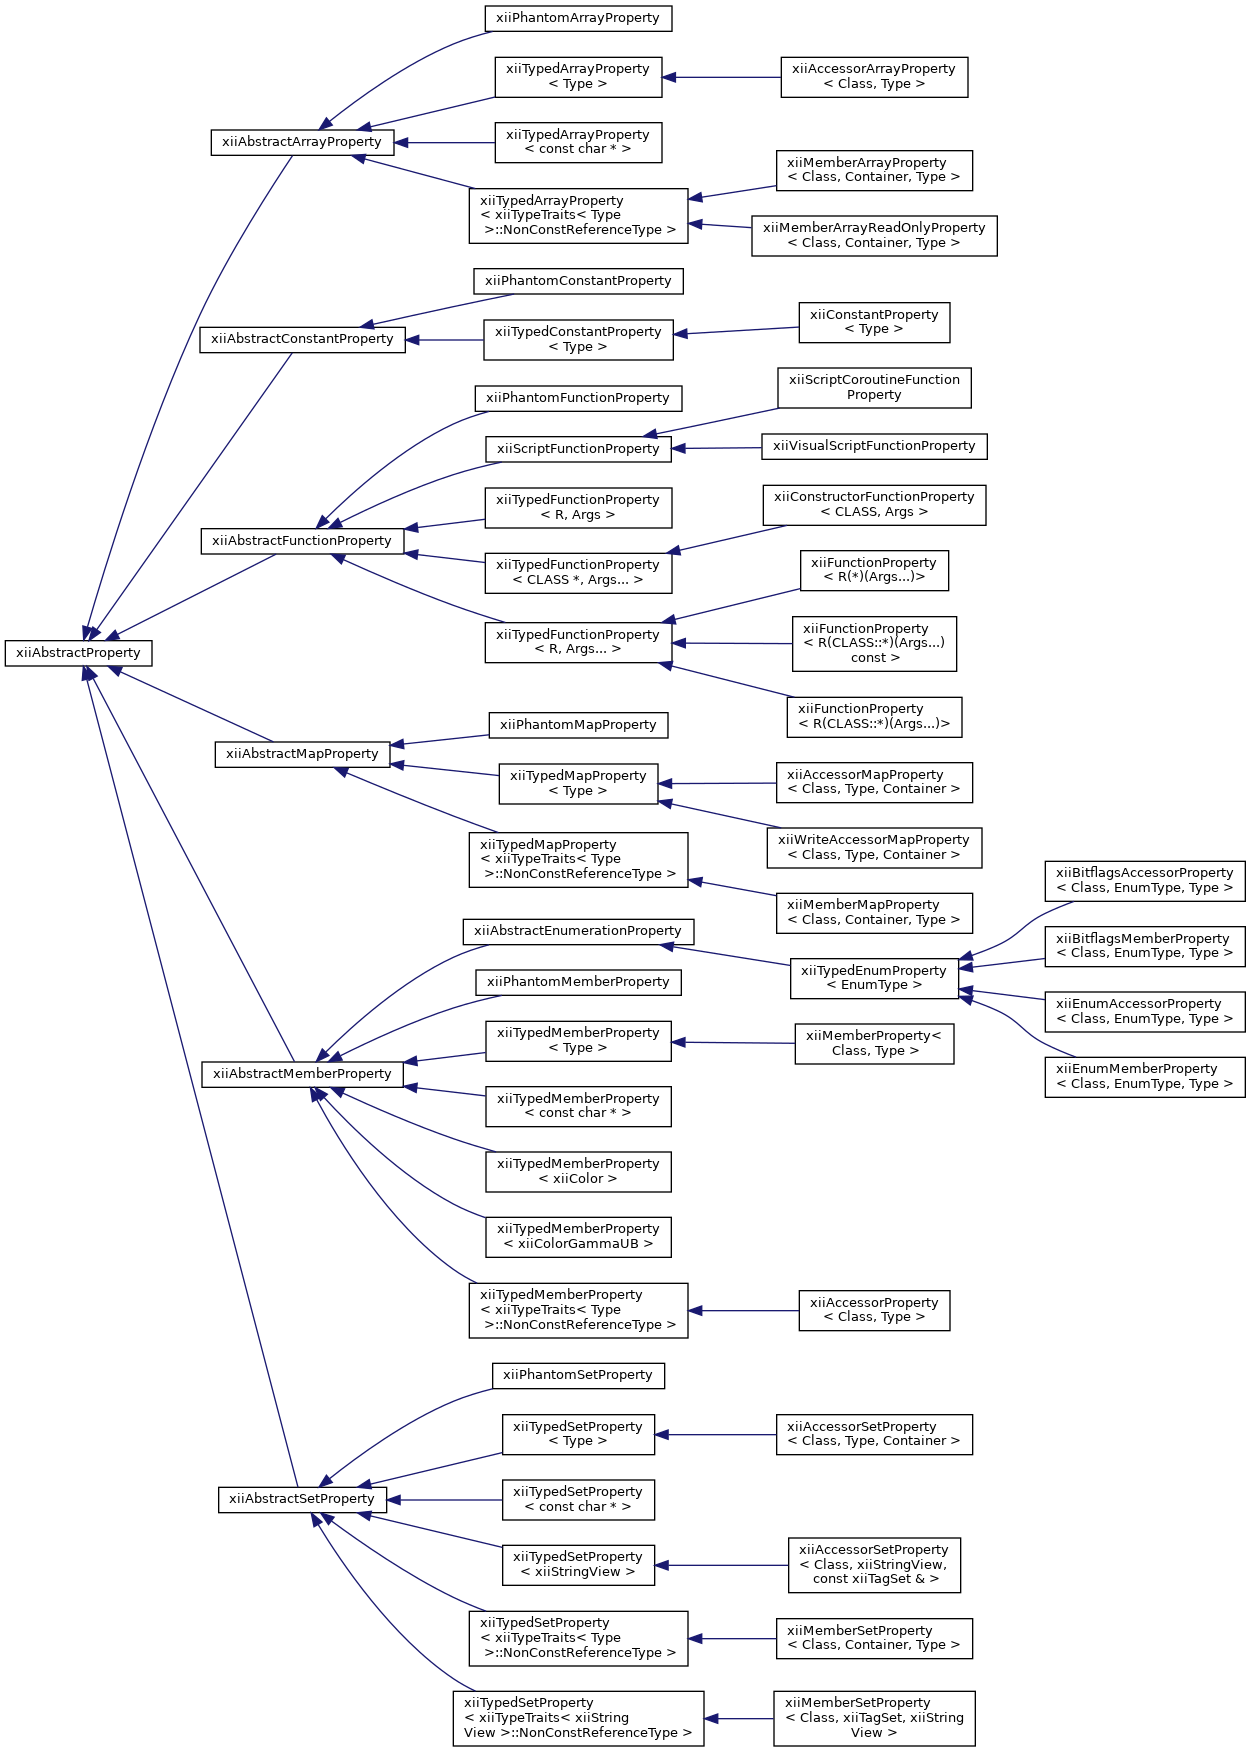 xiiPhantomArrayProperty
xiiTypedArrayProperty
< Type >
xiiAccessorArrayProperty
< Class, Type >
xiiTypedArrayProperty
< const char * >
xiiAbstractArrayProperty
xiiMemberArrayProperty
< Class, Container, Type >
xiiTypedArrayProperty
< xiiTypeTraits< Type
>::NonConstReferenceType >
xiiMemberArrayReadOnlyProperty
< Class, Container, Type >
xiiPhantomConstantProperty
xiiAbstractConstantProperty
xiiTypedConstantProperty
< Type >
xiiConstantProperty
< Type >
xiiPhantomFunctionProperty
xiiScriptCoroutineFunction
Property
xiiScriptFunctionProperty
xiiVisualScriptFunctionProperty
xiiTypedFunctionProperty
< R, Args >
xiiConstructorFunctionProperty
< CLASS, Args >
xiiAbstractFunctionProperty
xiiTypedFunctionProperty
< CLASS *, Args... >
xiiFunctionProperty
< R(*)(Args...)>
xiiTypedFunctionProperty
< R, Args... >
xiiFunctionProperty
< R(CLASS::*)(Args...)
const >
xiiAbstractProperty
xiiFunctionProperty
< R(CLASS::*)(Args...)>
xiiPhantomMapProperty
xiiAbstractMapProperty
xiiTypedMapProperty
< Type >
xiiAccessorMapProperty
< Class, Type, Container >
xiiWriteAccessorMapProperty
< Class, Type, Container >
xiiTypedMapProperty
< xiiTypeTraits< Type
>::NonConstReferenceType >
xiiMemberMapProperty
< Class, Container, Type >
xiiBitflagsAccessorProperty
< Class, EnumType, Type >
xiiAbstractEnumerationProperty
xiiBitflagsMemberProperty
< Class, EnumType, Type >
xiiTypedEnumProperty
< EnumType >
xiiPhantomMemberProperty
xiiEnumAccessorProperty
< Class, EnumType, Type >
xiiTypedMemberProperty
< Type >
xiiMemberProperty<
Class, Type >
xiiEnumMemberProperty
< Class, EnumType, Type >
xiiAbstractMemberProperty
xiiTypedMemberProperty
< const char * >
xiiTypedMemberProperty
< xiiColor >
xiiTypedMemberProperty
< xiiColorGammaUB >
xiiTypedMemberProperty
< xiiTypeTraits< Type
>::NonConstReferenceType >
xiiAccessorProperty
< Class, Type >
xiiPhantomSetProperty
xiiTypedSetProperty
< Type >
xiiAccessorSetProperty
< Class, Type, Container >
xiiAbstractSetProperty
xiiTypedSetProperty
< const char * >
xiiTypedSetProperty
< xiiStringView >
xiiAccessorSetProperty
< Class, xiiStringView,
const xiiTagSet & >
xiiTypedSetProperty
< xiiTypeTraits< Type
>::NonConstReferenceType >
xiiMemberSetProperty
< Class, Container, Type >
xiiTypedSetProperty
< xiiTypeTraits< xiiString
View >::NonConstReferenceType >
xiiMemberSetProperty
< Class, xiiTagSet, xiiString
View >